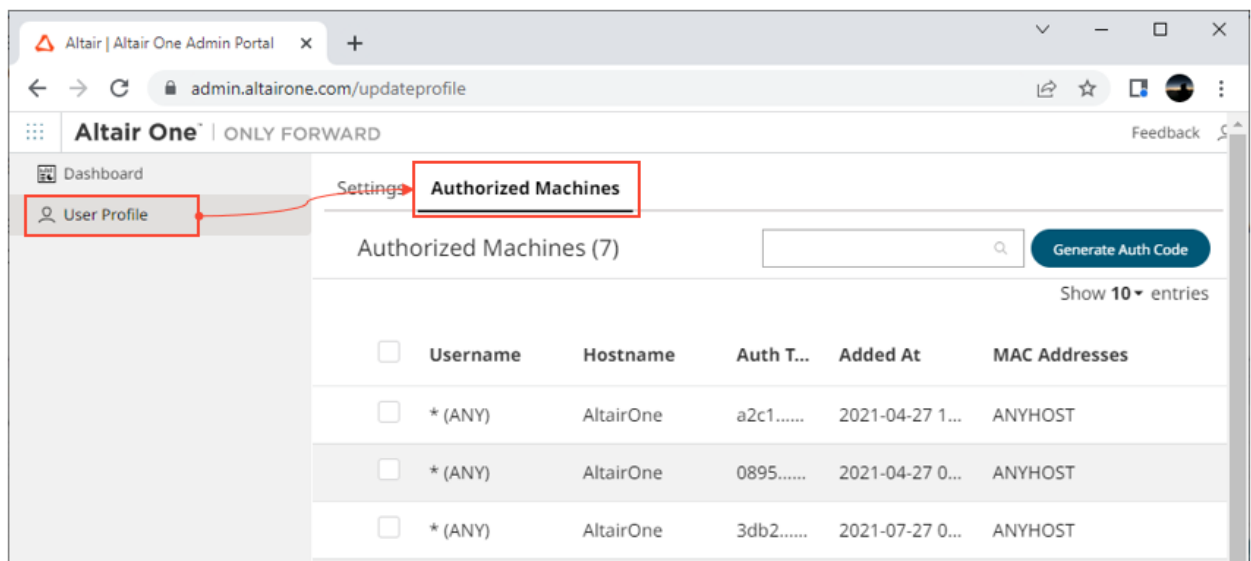 Altair | Altair One Admin Portal
admin.altairone.com/updateprofile
Altair One™ | ONLY FORWARD
Feedback
Dashboard
User Profile
Settings
Authorized Machines
Authorized Machines (7)
Generate Auth Code
Show 10 entries
Username Hostname Auth T... Added At MAC Addresses
* (ANY) AltairOne a2c1...... 2021-04-27 1... ANYHOST
* (ANY) AltairOne 0895...... 2021-04-27 0... ANYHOST
* (ANY) AltairOne 3db2...... 2021-07-27 0... ANYHOST